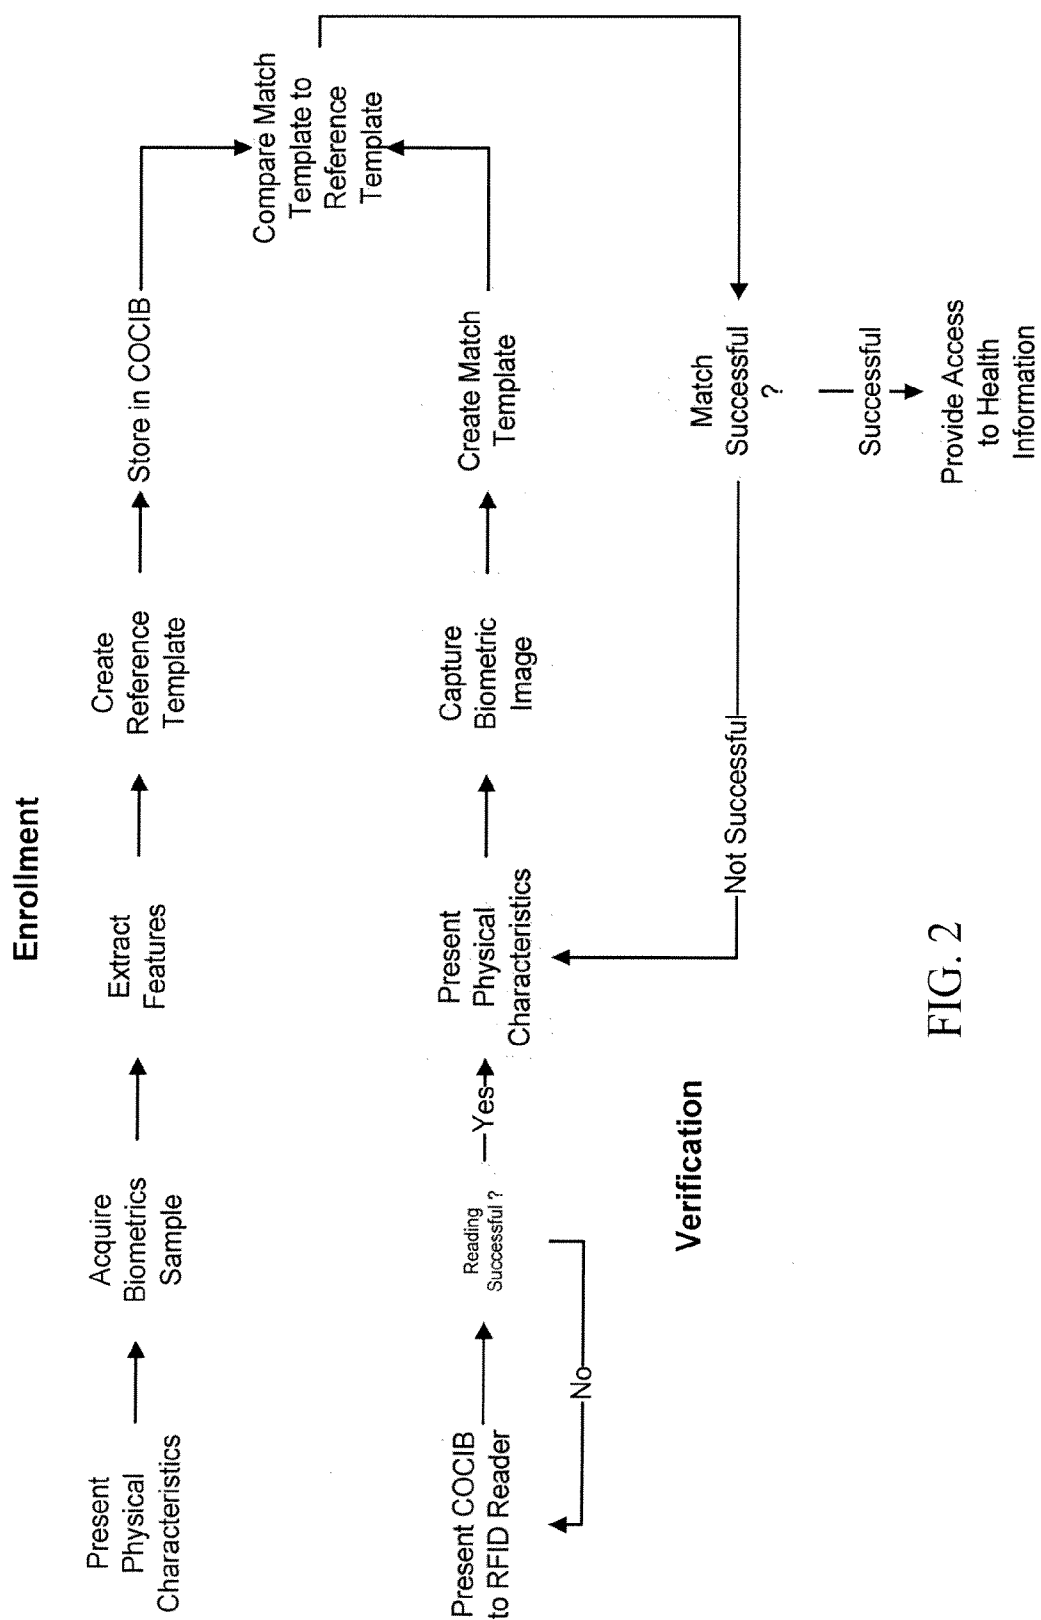 Enrollment
Present
Physical
Characteristics
Acquire
Biometrics
Sample
Extract
Features
Create
Reference
Template
Store in COCIB
Compare Match
Template to
Reference
Template
Present COCIB
to RFID Reader
Reading
Successful ?
No
Yes
Present
Physical
Characteristics
Capture
Biometric
Image
Create Match
Template
Verification
Not Successful
Match
Successful
?
Successful
Provide Access
to Health
Information
FIG. 2